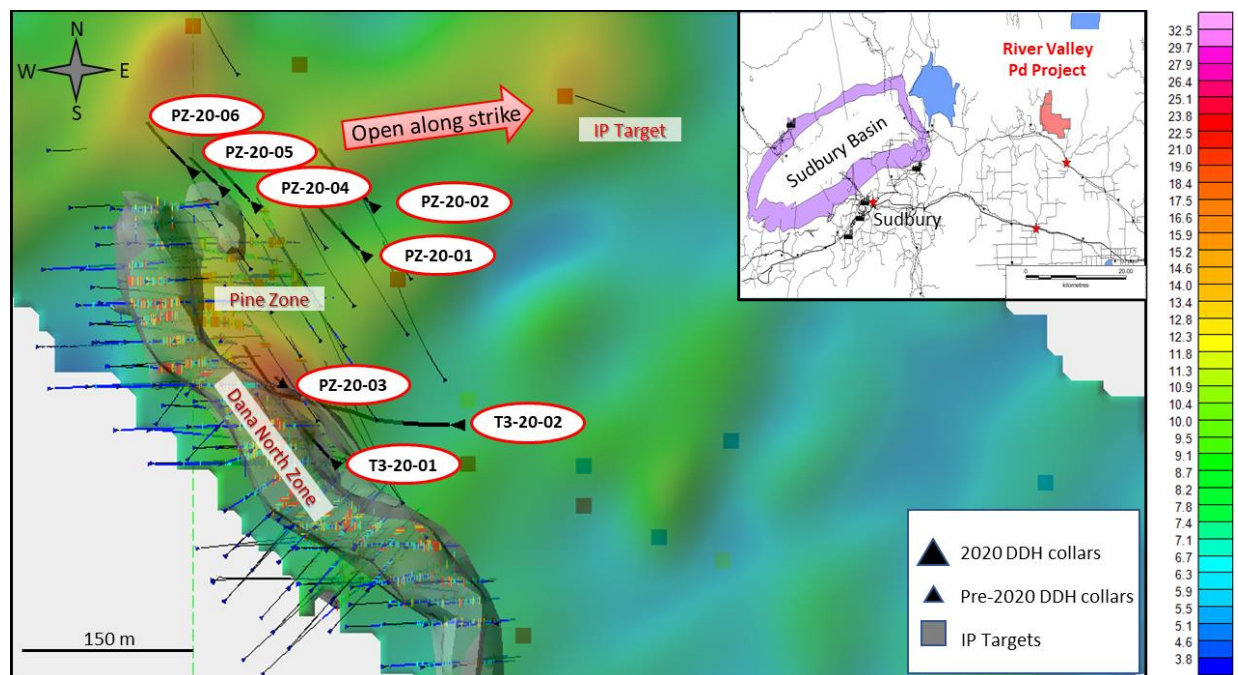 N
W
E
S
PZ-20-06
PZ-20-05
PZ-20-04
PZ-20-02
PZ-20-01
Open along strike
IP Target
Pine Zone
PZ-20-03
Dana North Zone
T3-20-02
T3-20-01
150 m
River Valley
Pd Project
Sudbury Basin
Sudbury
0
10.00
20.00
kilometres
2020 DDH collars
Pre-2020 DDH collars
IP Targets
32.5
29.7
27.9
26.4
25.1
23.8
22.5
21.0
19.6
18.4
17.5
16.6
15.9
15.2
14.6
14.0
13.4
12.8
12.3
11.8
11.3
10.9
10.4
10.0
9.5
9.1
8.7
8.2
7.8
7.4
7.1
6.7
6.3
5.9
5.5
5.1
4.6
3.8